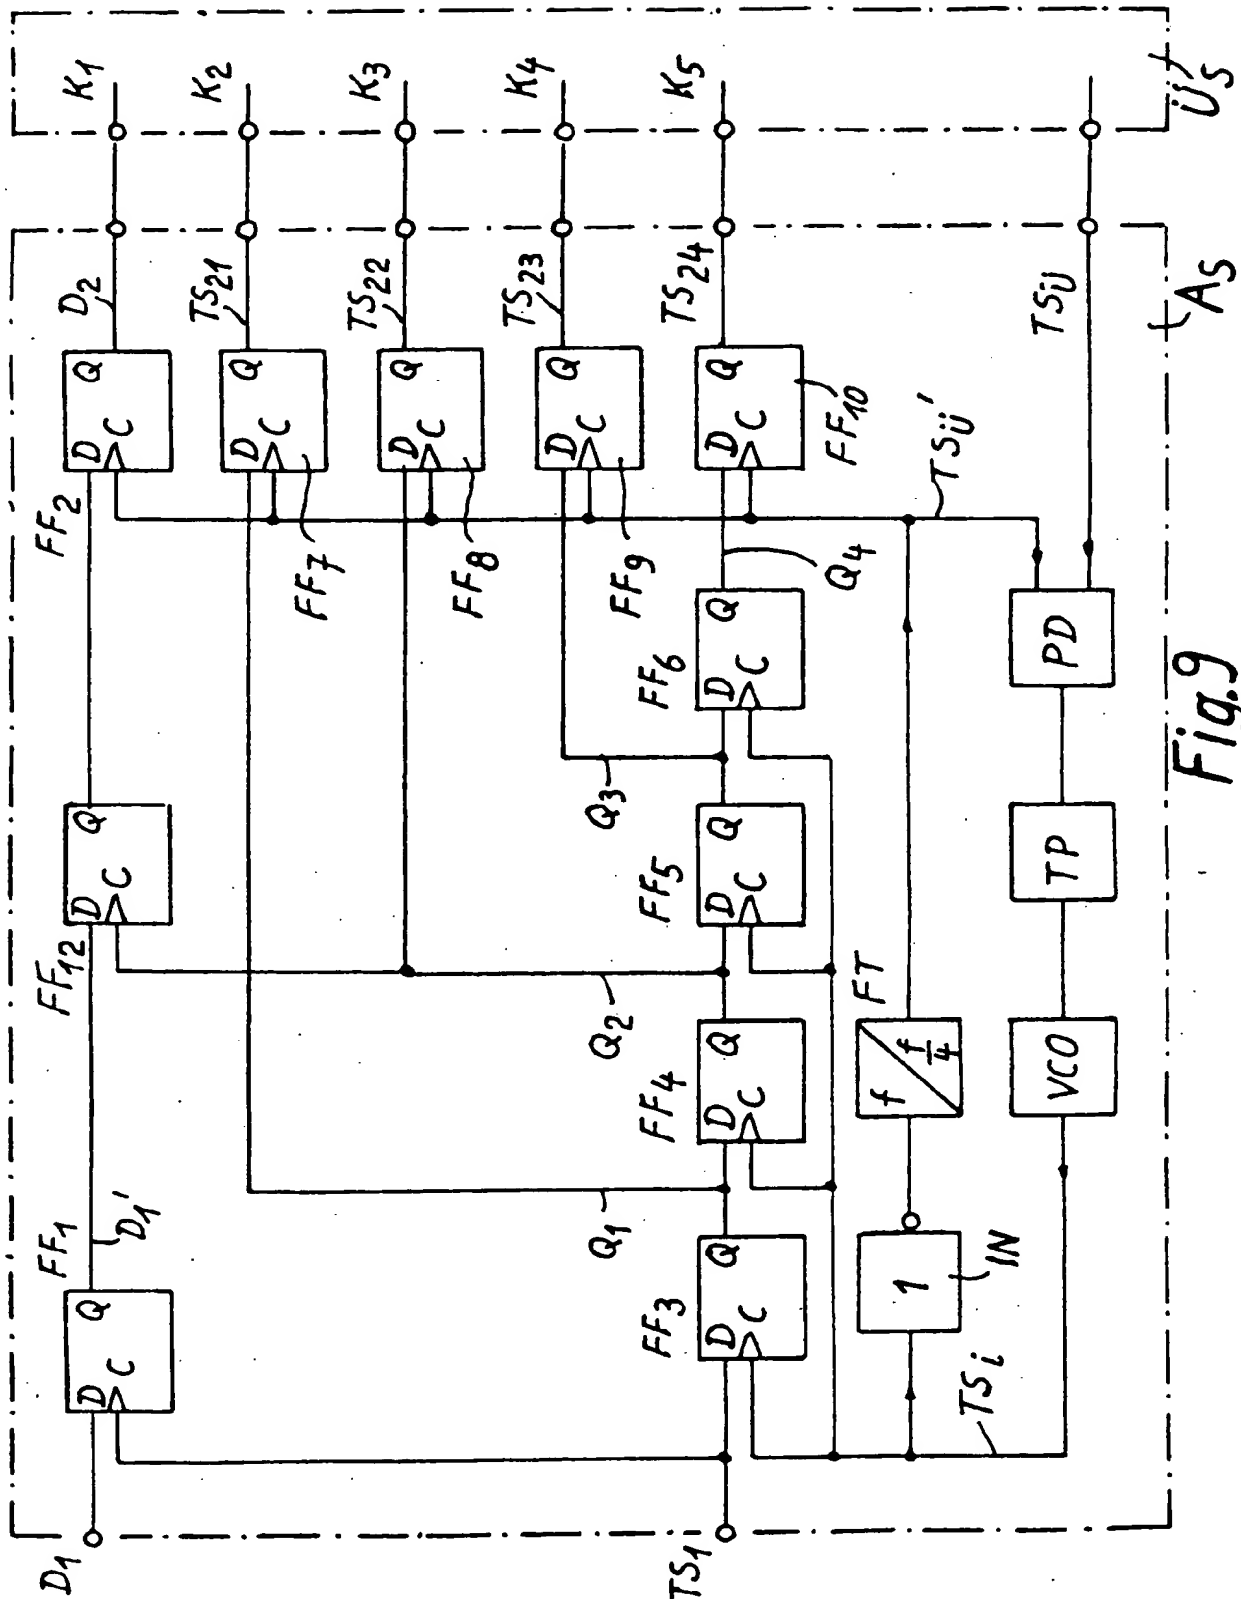 D1
FF1
D
C
Q
D1'
FF12
D
C
Q
FF2
D
C
Q
D2
K1
D
C
Q
FF7
TS21
K2
D
C
Q
FF8
TS22
K3
D
C
Q
FF9
TS23
K4
TS1
FF3
D
C
Q
Q1
FF4
D
C
Q
Q2
FF5
D
C
Q
Q3
FF6
D
C
Q
Q4
D
C
Q
FF10
TS24
K5
TSi
1
IN
f
f/4
FT
TSü'
VCO
TP
PD
TSü
AS
ÜS
Fig.9